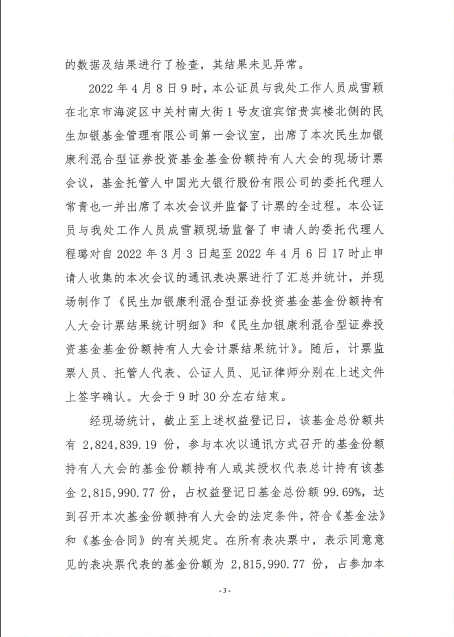 的数据及结果进行了检查，其结果未见异常。
2022 年 4 月 8 日 9 时，本公证员与我处工作人员成雪颖
在北京市海淀区中关村南大街 1 号友谊宾馆贵宾楼北侧的民
生加银基金管理有限公司第一会议室，出席了本次民生加银
康利混合型证券投资基金基金份额持有人大会的现场计票
会议，基金托管人中国光大银行股份有限公司的委托代理人
常青也一并出席了本次会议并监督了计票的全过程。本公证
员与我处工作人员成雪颖现场监督了申请人的委托代理人
程璐对自 2022 年 3 月 3 日起至 2022 年 4 月 6 日 17 时止申
请人收集的本次会议的通讯表决票进行了汇总并统计，并现
场制作了《民生加银康利混合型证券投资基金基金份额持有
人大会计票结果统计明细》和《民生加银康利混合型证券投
资基金基金份额持有人大会计票结果统计》。随后，计票监
票人员、托管人代表、公证人员、见证律师分别在上述文件
上签字确认。大会于 9 时 30 分左右结束。
经现场统计，截止至上述权益登记日，该基金总份额共
有 2,824,839.19 份，参与本次以通讯方式召开的基金份额
持有人大会的基金份额持有人或其授权代表总计持有该基
金 2,815,990.77 份，占权益登记日基金总份额 99.69%，达
到召开本次基金份额持有人大会的法定条件，符合《基金法》
和《基金合同》的有关规定。在所有表决票中，表示同意意
见的表决票代表的基金份额为 2,815,990.77 份，占参加本
- 3 -